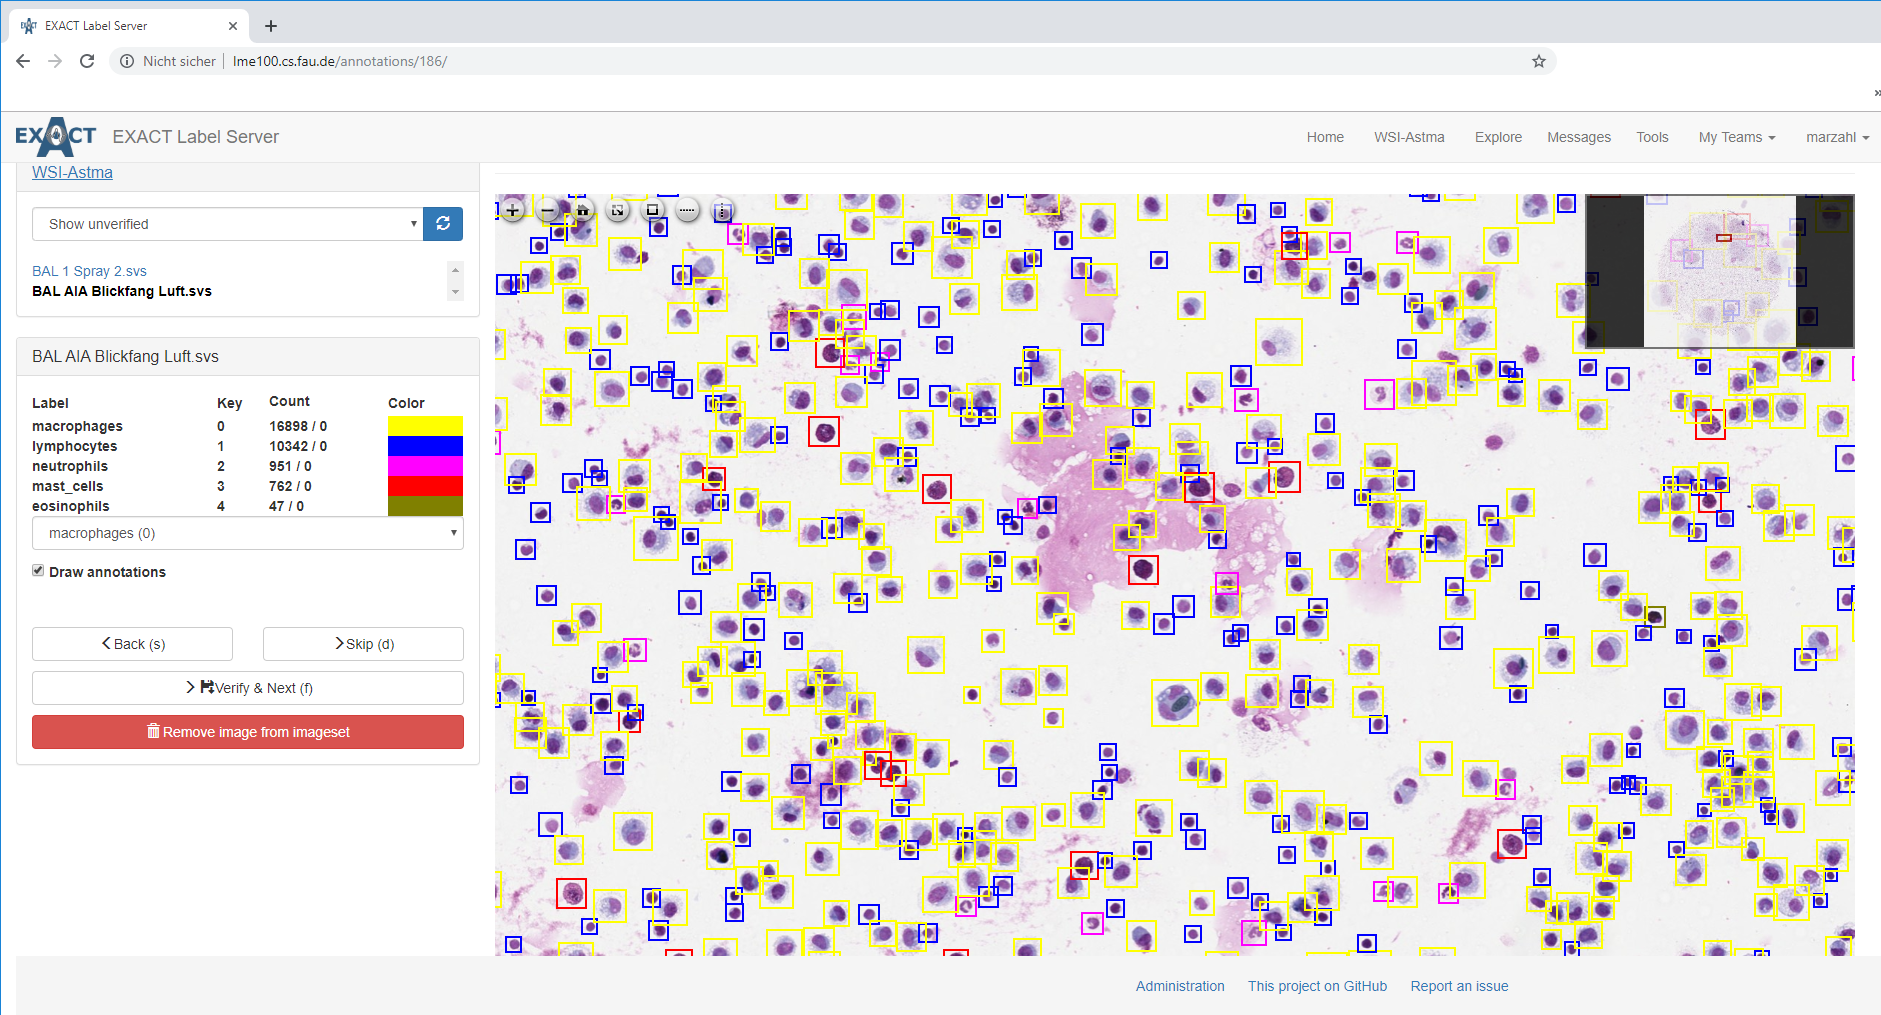 EXACT Label Server
Nicht sicher | lme100.cs.fau.de/annotations/186/
»
EXACT EXACT Label Server Home WSI-Astma Explore Messages Tools My Teams marzahl
WSI-Astma
Show unverified
BAL 1 Spray 2.svs
BAL AIA Blickfang Luft.svs
BAL AIA Blickfang Luft.svs
Label Key Count Color
macrophages 0 16898 / 0
lymphocytes 1 10342 / 0
neutrophils 2 951 / 0
mast_cells 3 762 / 0
eosinophils 4 47 / 0
macrophages (0)
Draw annotations
Back (s) Skip (d)
Verify & Next (f)
Remove image from imageset
Administration This project on GitHub Report an issue